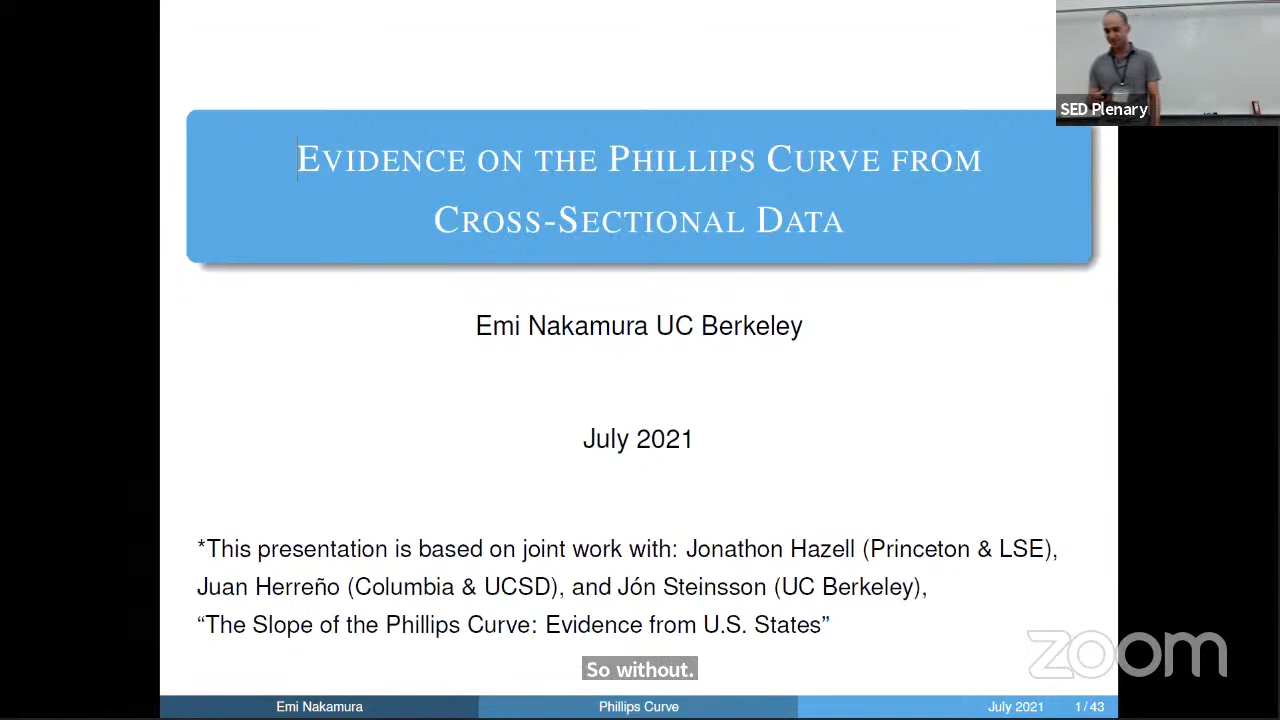 SED Plenary
EVIDENCE ON THE PHILLIPS CURVE FROM
CROSS-SECTIONAL DATA
Emi Nakamura UC Berkeley
July 2021
*This presentation is based on joint work with: Jonathon Hazell (Princeton & LSE),
Juan Herreño (Columbia & UCSD), and Jón Steinsson (UC Berkeley),
“The Slope of the Phillips Curve: Evidence from U.S. States”
zoom
So without.
Emi Nakamura
Phillips Curve
July 2021
1 / 43